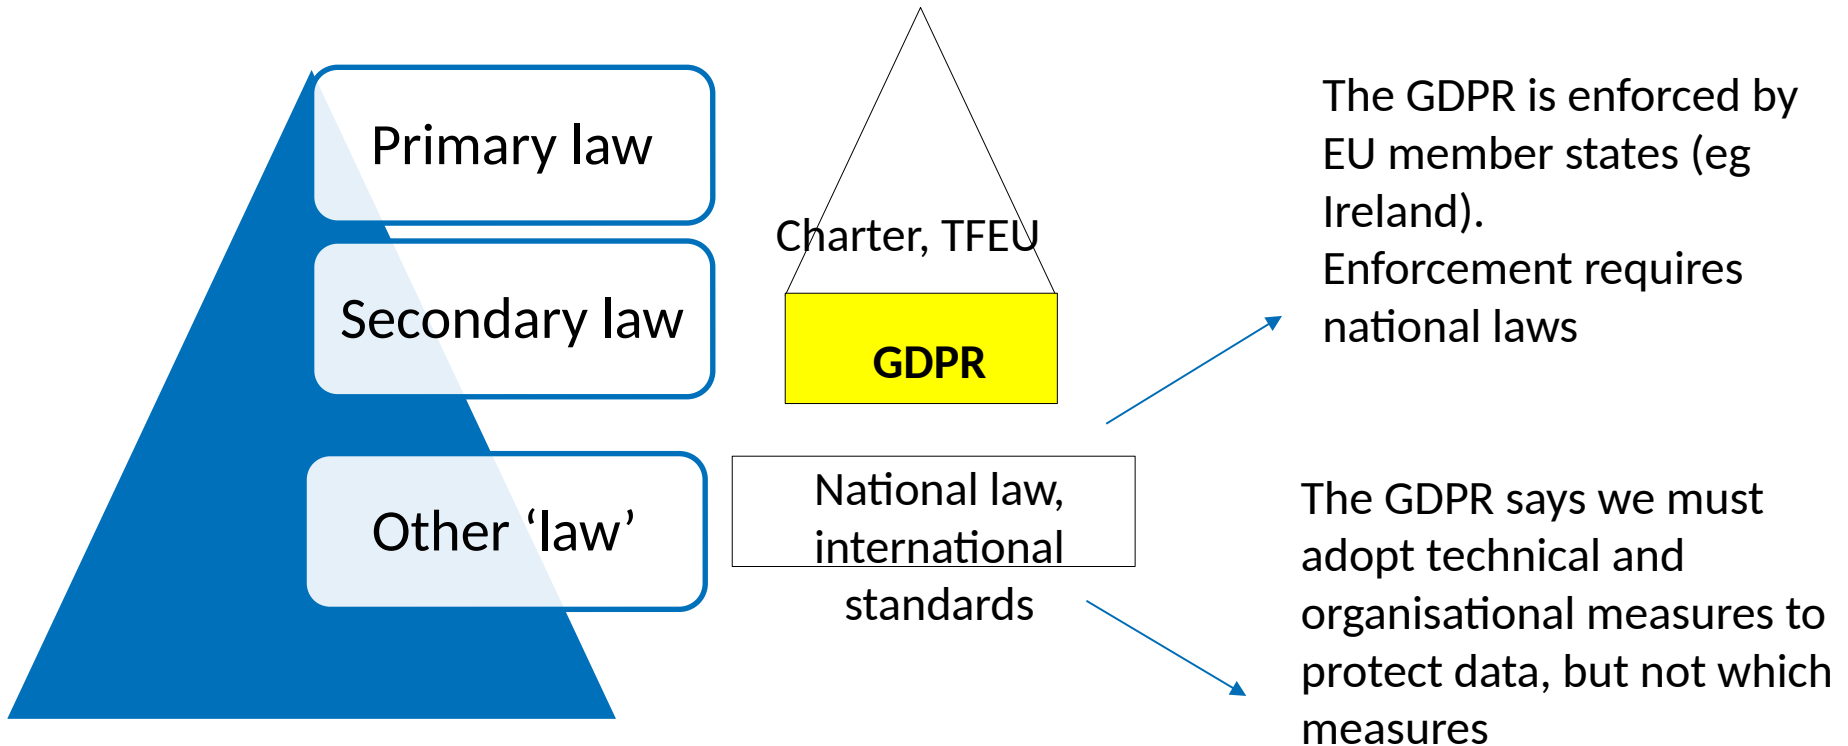 Primary law
Secondary law
Other ‘law’
Charter, TFEU
GDPR
National law,
international
standards
The GDPR is enforced by
EU member states (eg
Ireland).
Enforcement requires
national laws
The GDPR says we must
adopt technical and
organisational measures to
protect data, but not which
measures